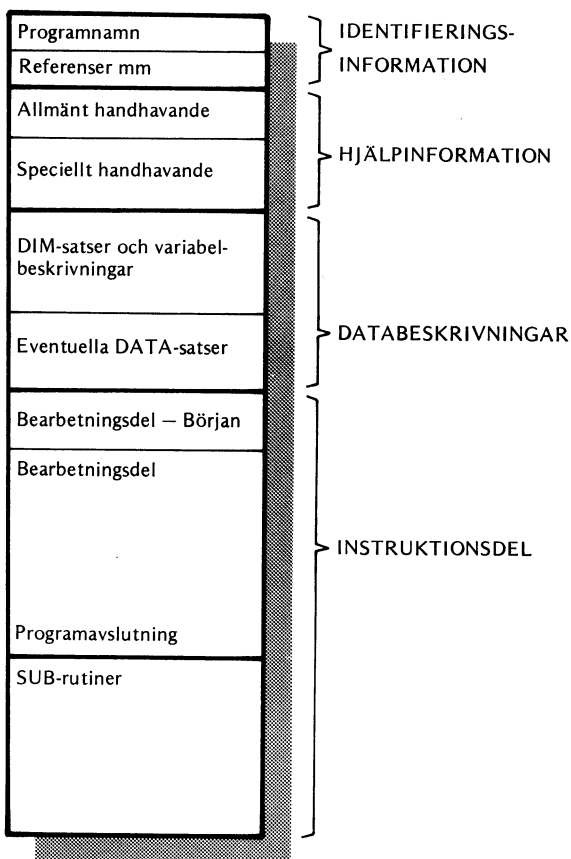 Programnamn
Referenser mm
IDENTIFIERINGS-
INFORMATION
Allmänt handhavande
Speciellt handhavande
HJÄLPINFORMATION
DIM-satser och variabel-
beskrivningar
Eventuella DATA-satser
DATABESKRIVNINGAR
Bearbetningsdel — Början
Bearbetningsdel
Programavslutning
SUB-rutiner
INSTRUKTIONSDEL